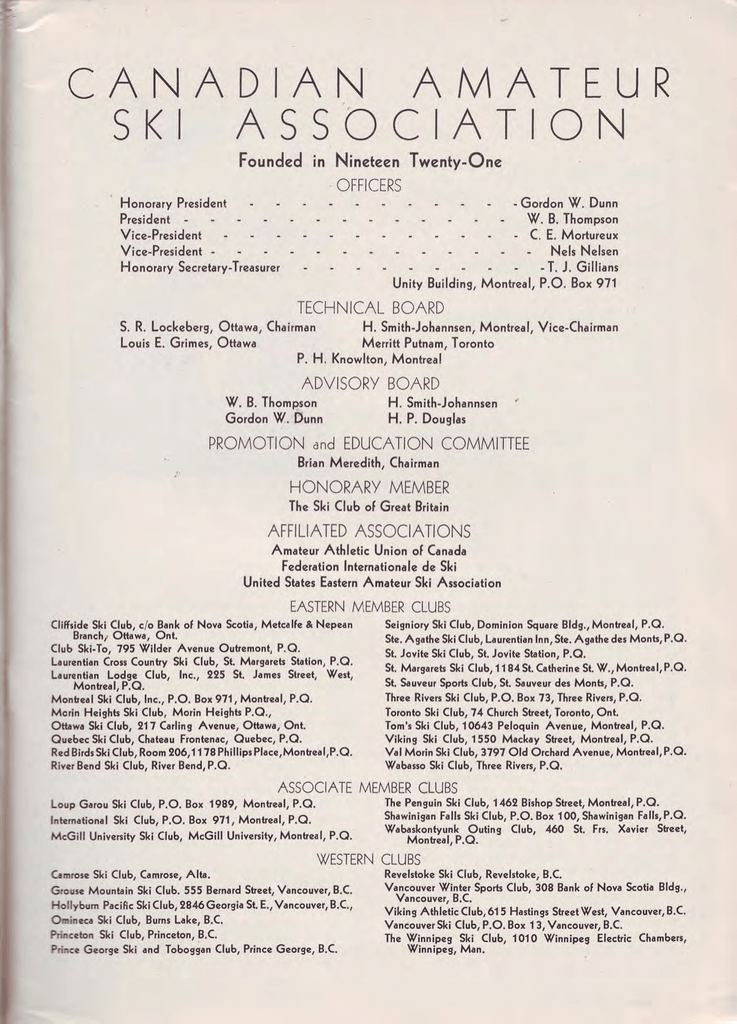 CANADIAN AMATEUR
SKI ASSOCIATION
Founded in Nineteen Twenty-One
OFFICERS
Honorary President - - - - - - - - - - - Gordon W. Dunn
President - - - - - - - - - - - - - W. B. Thompson
Vice-President - - - - - - - - - - - - C. E. Mortureux
Vice-President - - - - - - - - - - - - - Nels Nelsen
Honorary Secretary-Treasurer - - - - - - - - - - T. J. Gillians
Unity Building, Montreal, P.O. Box 971
TECHNICAL BOARD
S. R. Lockeberg, Ottawa, Chairman H. Smith-Johannsen, Montreal, Vice-Chairman
Louis E. Grimes, Ottawa Merritt Putnam, Toronto
P. H. Knowlton, Montreal
ADVISORY BOARD
W. B. Thompson H. Smith-Johannsen
Gordon W. Dunn H. P. Douglas
PROMOTION and EDUCATION COMMITTEE
Brian Meredith, Chairman
HONORARY MEMBER
The Ski Club of Great Britain
AFFILIATED ASSOCIATIONS
Amateur Athletic Union of Canada
Federation Internationale de Ski
United States Eastern Amateur Ski Association
EASTERN MEMBER CLUBS
Cliffside Ski Club, c/o Bank of Nova Scotia, Metcalfe & Nepean
Branch, Ottawa, Ont.
Club Ski-To, 795 Wilder Avenue Outremont, P.Q.
Laurentian Cross Country Ski Club, St. Margarets Station, P.Q.
Laurentian Lodge Club, Inc., 225 St. James Street, West,
Montreal, P.Q.
Montreal Ski Club, Inc., P.O. Box 971, Montreal, P.Q.
Morin Heights Ski Club, Morin Heights P.Q.,
Ottawa Ski Club, 217 Carling Avenue, Ottawa, Ont.
Quebec Ski Club, Chateau Frontenac, Quebec, P.Q.
Red Birds Ski Club, Room 206, 1178 Phillips Place, Montreal, P.Q.
River Bend Ski Club, River Bend, P.Q.
Seigniory Ski Club, Dominion Square Bldg., Montreal, P.Q.
Ste. Agathe Ski Club, Laurentian Inn, Ste. Agathe des Monts, P.Q.
St. Jovite Ski Club, St. Jovite Station, P.Q.
St. Margarets Ski Club, 1184 St. Catherine St. W., Montreal, P.Q.
St. Sauveur Sports Club, St. Sauveur des Monts, P.Q.
Three Rivers Ski Club, P.O. Box 73, Three Rivers, P.Q.
Toronto Ski Club, 74 Church Street, Toronto, Ont.
Tom's Ski Club, 10643 Peloquin Avenue, Montreal, P.Q.
Viking Ski Club, 1550 Mackay Street, Montreal, P.Q.
Val Morin Ski Club, 3797 Old Orchard Avenue, Montreal, P.Q.
Wabasso Ski Club, Three Rivers, P.Q.
ASSOCIATE MEMBER CLUBS
Loup Garou Ski Club, P.O. Box 1989, Montreal, P.Q.
International Ski Club, P.O. Box 971, Montreal, P.Q.
McGill University Ski Club, McGill University, Montreal, P.Q.
The Penguin Ski Club, 1462 Bishop Street, Montreal, P.Q.
Shawinigan Falls Ski Club, P.O. Box 100, Shawinigan Falls, P.Q.
Wabaskontyunk Outing Club, 460 St. Frs. Xavier Street,
Montreal, P.Q.
WESTERN CLUBS
Camrose Ski Club, Camrose, Alta.
Grouse Mountain Ski Club. 555 Bernard Street, Vancouver, B.C.
Hollyburn Pacific Ski Club, 2846 Georgia St. E., Vancouver, B.C.,
Omineca Ski Club, Burns Lake, B.C.
Princeton Ski Club, Princeton, B.C.
Prince George Ski and Toboggan Club, Prince George, B.C.
Revelstoke Ski Club, Revelstoke, B.C.
Vancouver Winter Sports Club, 308 Bank of Nova Scotia Bldg.,
Vancouver, B.C.
Viking Athletic Club, 615 Hastings Street West, Vancouver, B.C.
Vancouver Ski Club, P.O. Box 13, Vancouver, B.C.
The Winnipeg Ski Club, 1010 Winnipeg Electric Chambers,
Winnipeg, Man.